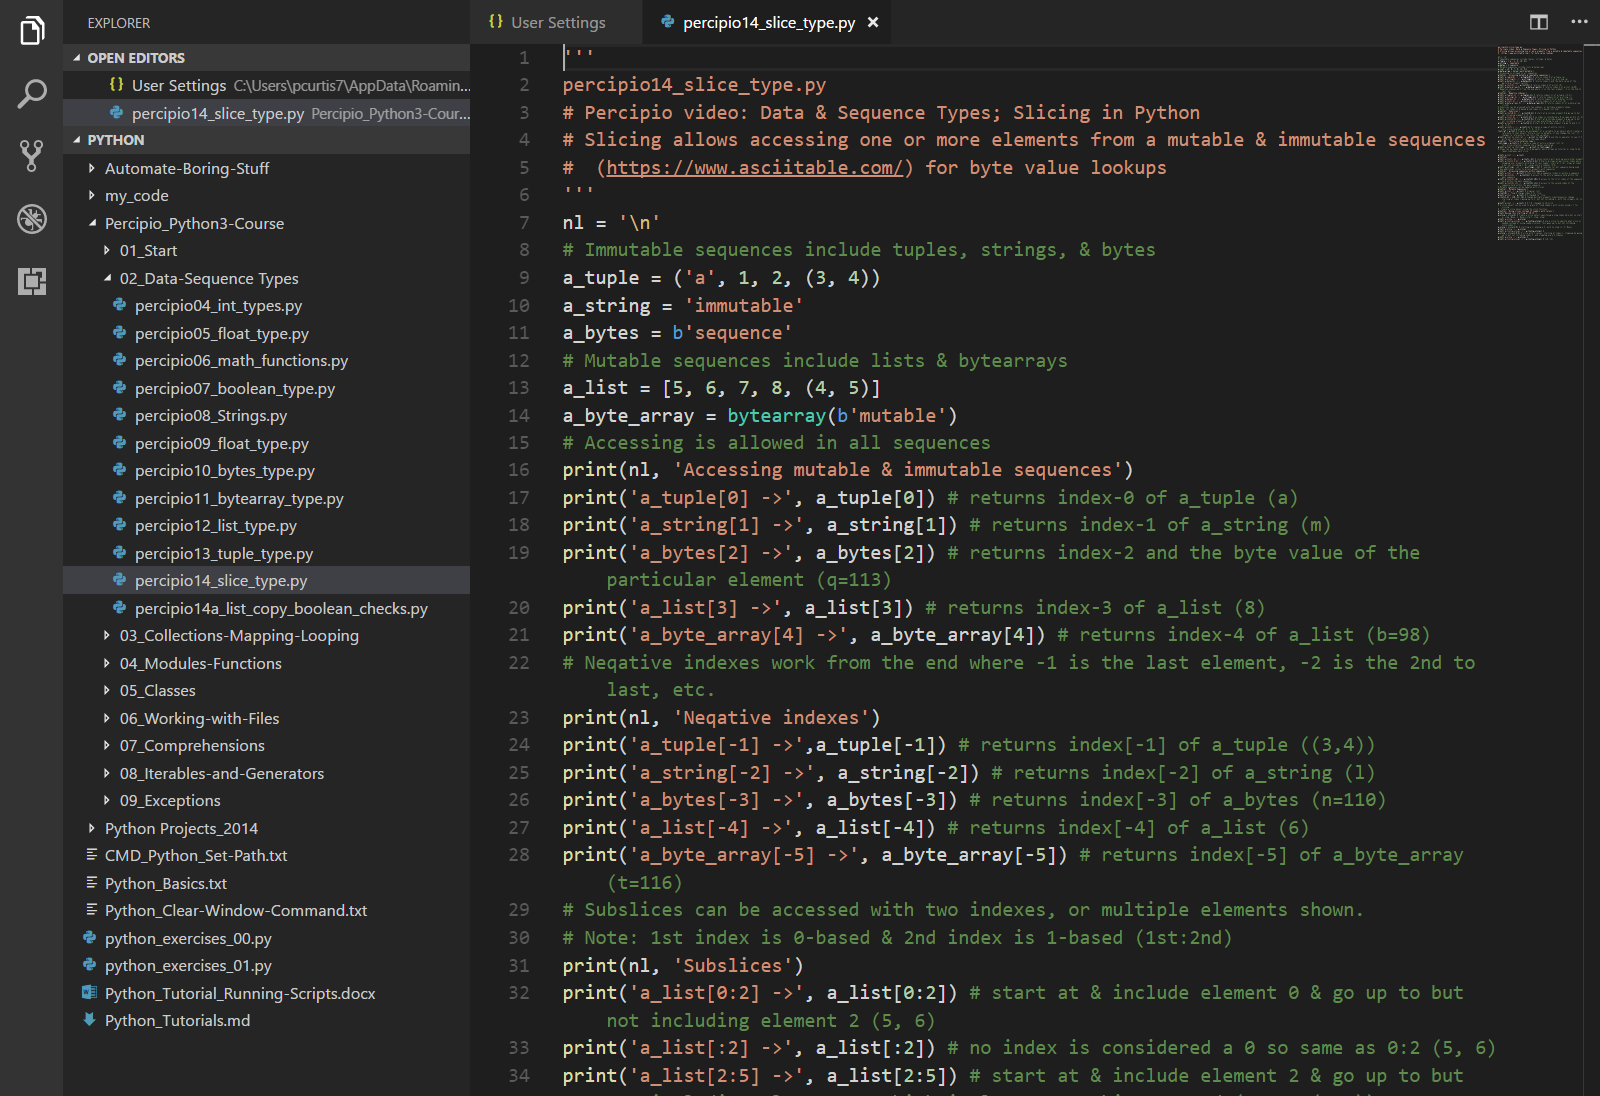 EXPLORER
OPEN EDITORS
{} User Settings C:\Users\pcurtis7\AppData\Roamin...
percipio14_slice_type.py Percipio_Python3-Cour...
PYTHON
Automate-Boring-Stuff
my_code
Percipio_Python3-Course
01_Start
02_Data-Sequence Types
percipio04_int_types.py
percipio05_float_type.py
percipio06_math_functions.py
percipio07_boolean_type.py
percipio08_Strings.py
percipio09_float_type.py
percipio10_bytes_type.py
percipio11_bytearray_type.py
percipio12_list_type.py
percipio13_tuple_type.py
percipio14_slice_type.py
percipio14a_list_copy_boolean_checks.py
03_Collections-Mapping-Looping
04_Modules-Functions
05_Classes
06_Working-with-Files
07_Comprehensions
08_Iterables-and-Generators
09_Exceptions
Python Projects_2014
CMD_Python_Set-Path.txt
Python_Basics.txt
Python_Clear-Window-Command.txt
python_exercises_00.py
python_exercises_01.py
Python_Tutorial_Running-Scripts.docx
Python_Tutorials.md
{} User Settings
percipio14_slice_type.py ×
1 '''
2 percipio14_slice_type.py
3 # Percipio video: Data & Sequence Types; Slicing in Python
4 # Slicing allows accessing one or more elements from a mutable & immutable sequences
5 #  (https://www.asciitable.com/) for byte value lookups
6 '''
7 nl = '\n'
8 # Immutable sequences include tuples, strings, & bytes
9 a_tuple = ('a', 1, 2, (3, 4))
10 a_string = 'immutable'
11 a_bytes = b'sequence'
12 # Mutable sequences include lists & bytearrays
13 a_list = [5, 6, 7, 8, (4, 5)]
14 a_byte_array = bytearray(b'mutable')
15 # Accessing is allowed in all sequences
16 print(nl, 'Accessing mutable & immutable sequences')
17 print('a_tuple[0] ->', a_tuple[0]) # returns index-0 of a_tuple (a)
18 print('a_string[1] ->', a_string[1]) # returns index-1 of a_string (m)
19 print('a_bytes[2] ->', a_bytes[2]) # returns index-2 and the byte value of the
particular element (q=113)
20 print('a_list[3] ->', a_list[3]) # returns index-3 of a_list (8)
21 print('a_byte_array[4] ->', a_byte_array[4]) # returns index-4 of a_list (b=98)
22 # Neqative indexes work from the end where -1 is the last element, -2 is the 2nd to
last, etc.
23 print(nl, 'Neqative indexes')
24 print('a_tuple[-1] ->',a_tuple[-1]) # returns index[-1] of a_tuple ((3,4))
25 print('a_string[-2] ->', a_string[-2]) # returns index[-2] of a_string (l)
26 print('a_bytes[-3] ->', a_bytes[-3]) # returns index[-3] of a_bytes (n=110)
27 print('a_list[-4] ->', a_list[-4]) # returns index[-4] of a_list (6)
28 print('a_byte_array[-5] ->', a_byte_array[-5]) # returns index[-5] of a_byte_array
(t=116)
29 # Subslices can be accessed with two indexes, or multiple elements shown.
30 # Note: 1st index is 0-based & 2nd index is 1-based (1st:2nd)
31 print(nl, 'Subslices')
32 print('a_list[0:2] ->', a_list[0:2]) # start at & include element 0 & go up to but
not including element 2 (5, 6)
33 print('a_list[:2] ->', a_list[:2]) # no index is considered a 0 so same as 0:2 (5, 6)
34 print('a_list[2:5] ->', a_list[2:5]) # start at & include element 2 & go up to but